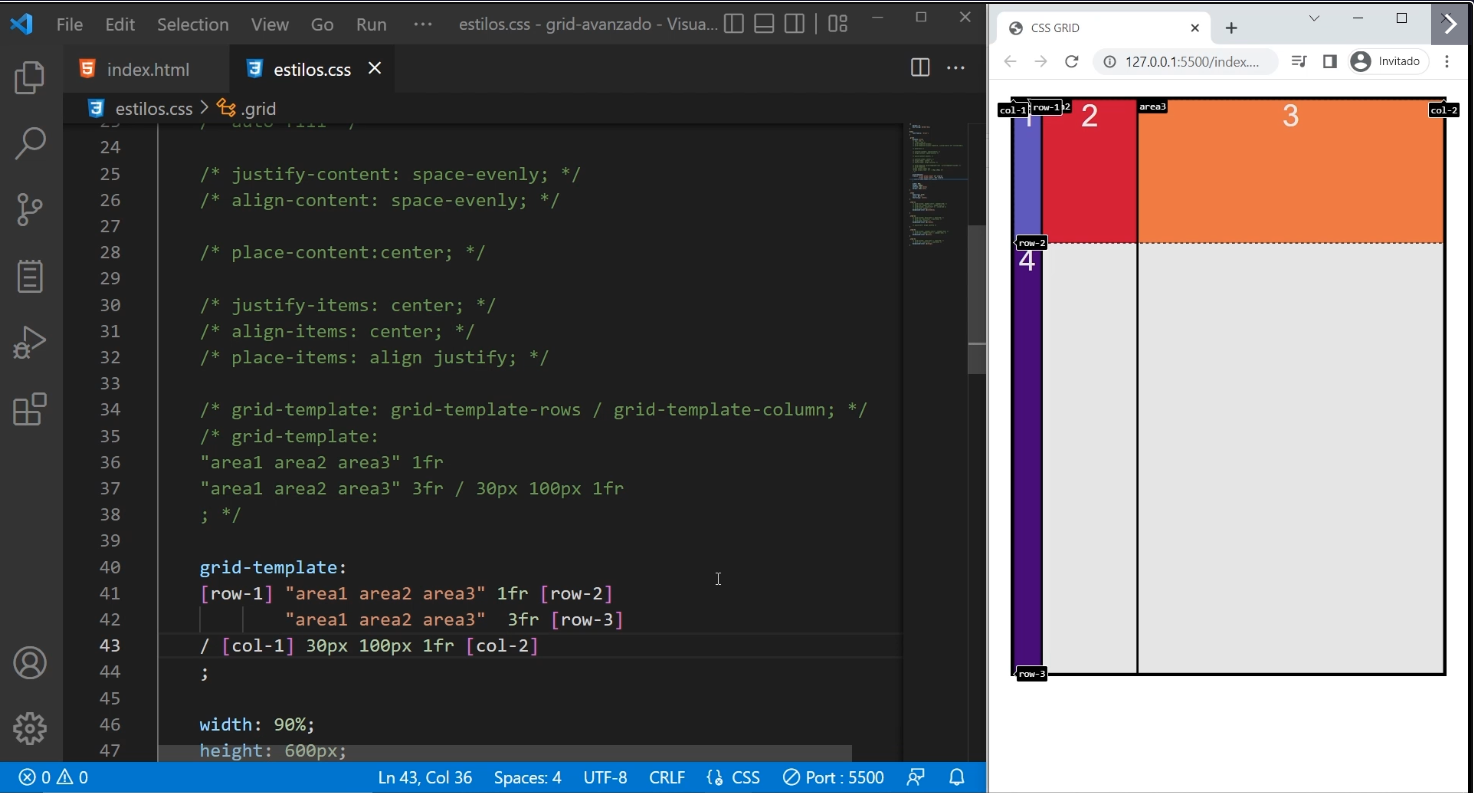 File Edit Selection View Go Run ··· estilos.css - grid-avanzado - Visua...
index.html estilos.css
estilos.css > .grid
24
25 /* justify-content: space-evenly; */
26 /* align-content: space-evenly; */
27
28 /* place-content:center; */
29
30 /* justify-items: center; */
31 /* align-items: center; */
32 /* place-items: align justify; */
33
34 /* grid-template: grid-template-rows / grid-template-column; */
35 /* grid-template:
36 "area1 area2 area3" 1fr
37 "area1 area2 area3" 3fr / 30px 100px 1fr
38 ; */
39
40 grid-template:
41 [row-1] "area1 area2 area3" 1fr [row-2]
42 "area1 area2 area3" 3fr [row-3]
43 / [col-1] 30px 100px 1fr [col-2]
44 ;
45
46 width: 90%;
47 height: 600px;
0 0 Ln 43, Col 36 Spaces: 4 UTF-8 CRLF CSS Port : 5500
CSS GRID
127.0.0.1:5500/index.... Invitado
col-1 row-1 area3 col-2
1 2 3
row-2
4
row-3